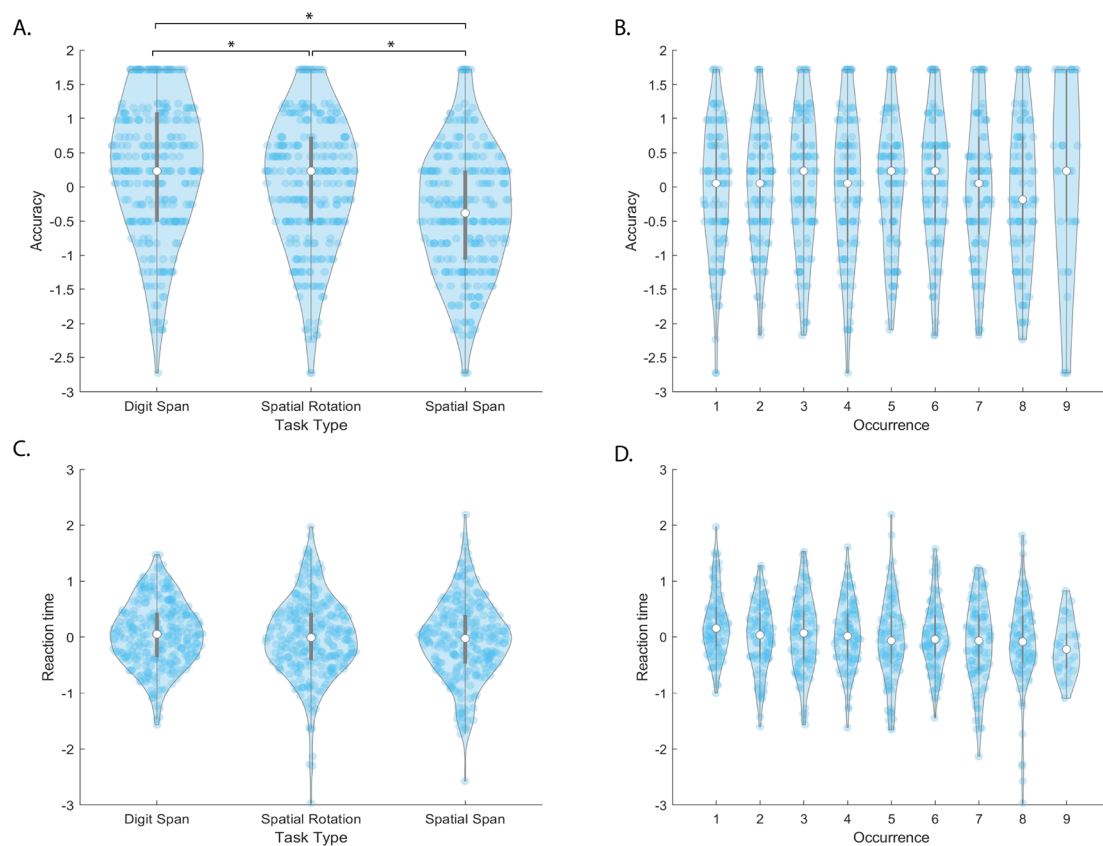 A.
*
*
*
2
1.5
1
0.5
0
-0.5
-1
-1.5
-2
-2.5
-3
Accuracy
Digit Span
Spatial Rotation
Spatial Span
Task Type
B.
2
1.5
1
0.5
0
-0.5
-1
-1.5
-2
-2.5
-3
Accuracy
1 2 3 4 5 6 7 8 9
Occurrence
C.
3
2
1
0
-1
-2
-3
Reaction time
Digit Span
Spatial Rotation
Spatial Span
Task Type
D.
3
2
1
0
-1
-2
-3
Reaction time
1 2 3 4 5 6 7 8 9
Occurrence